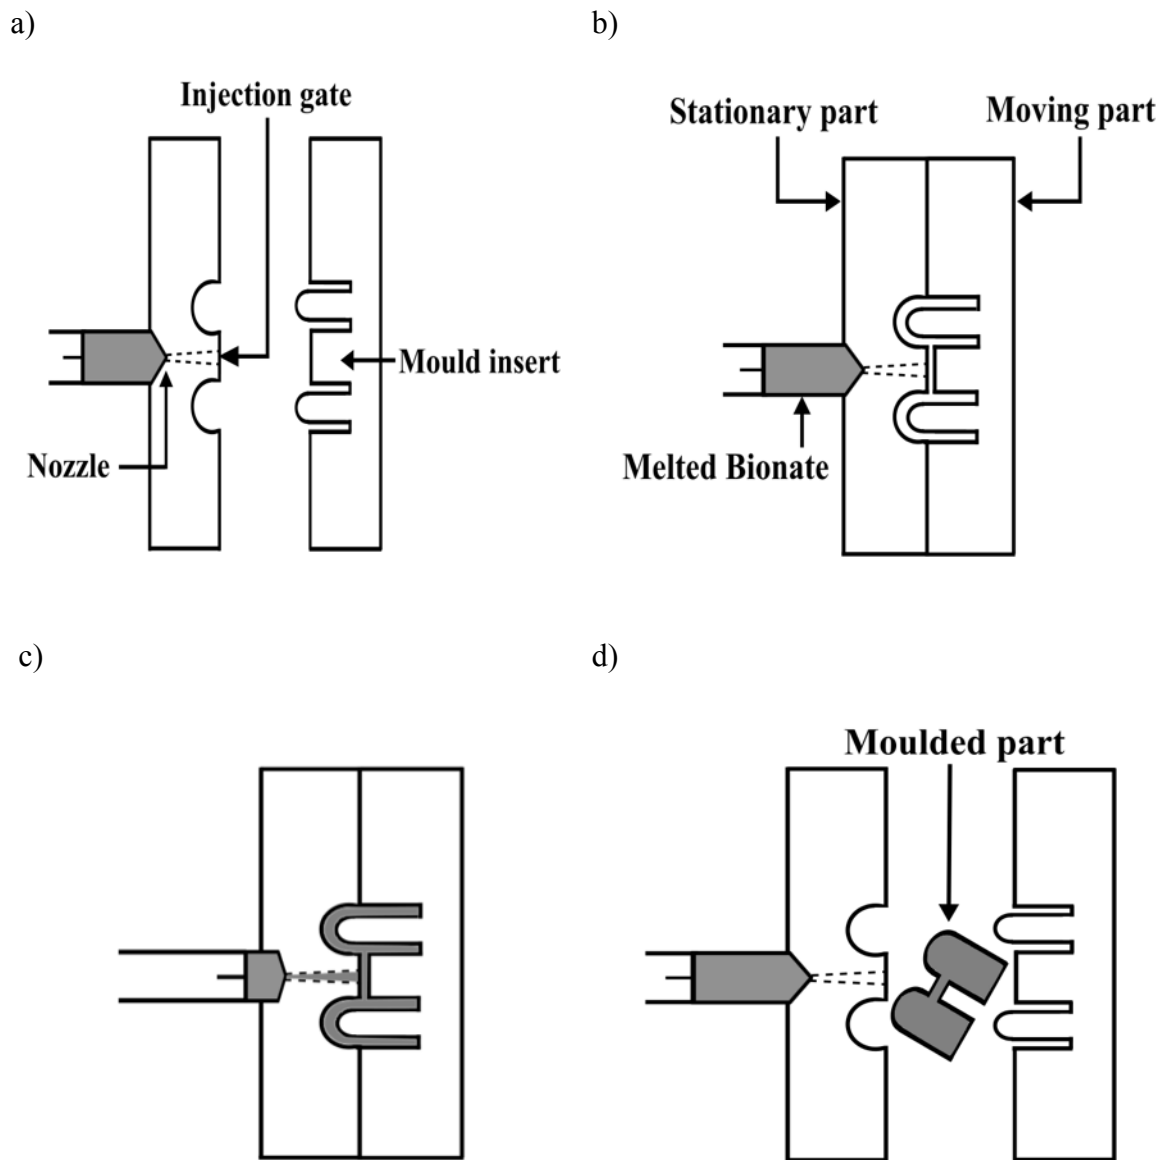 a)
Injection gate
Mould insert
Nozzle
b)
Stationary part
Moving part
Melted Bionate
c)
d)
Moulded part